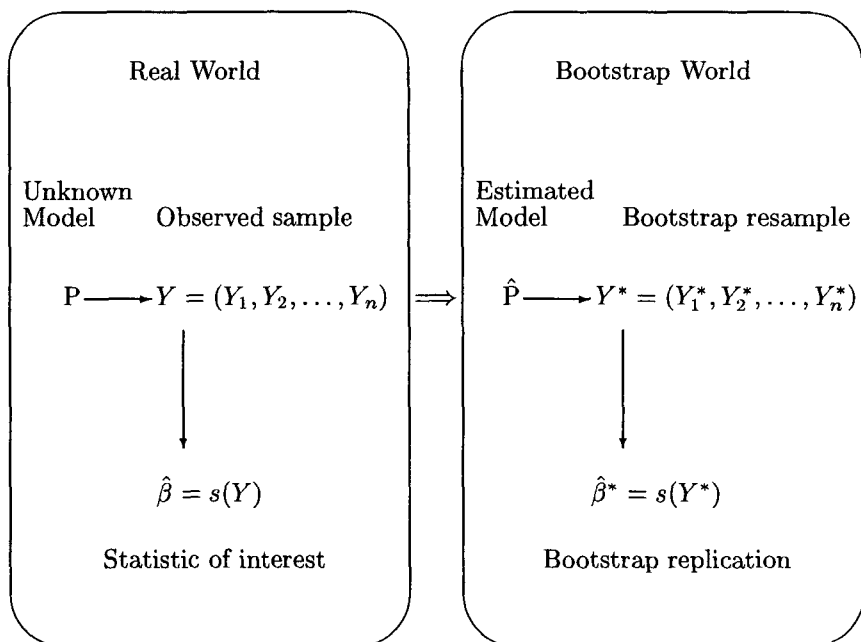 Real World
Unknown
Model
Observed sample
P → Y = (Y₁, Y₂, ..., Yₙ)
β̂ = s(Y)
Statistic of interest
⇒
Bootstrap World
Estimated
Model
Bootstrap resample
P̂ → Y* = (Y₁*, Y₂*, ..., Yₙ*)
β̂* = s(Y*)
Bootstrap replication